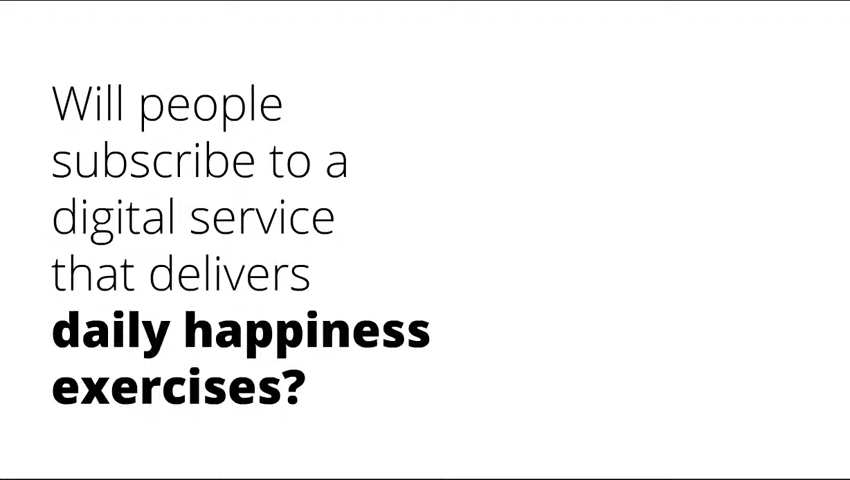 Will people
subscribe to a
digital service
that delivers
daily happiness
exercises?